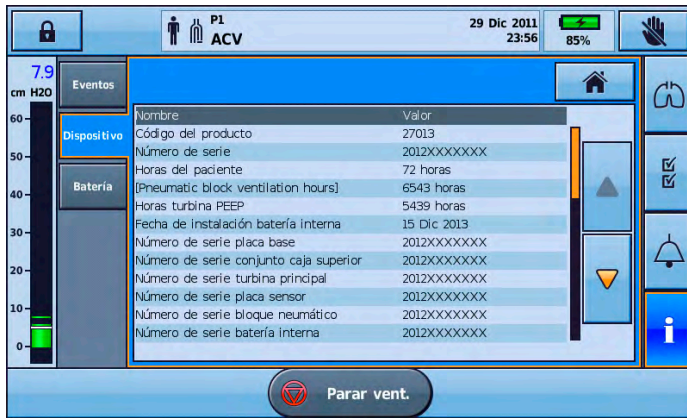 P1
ACV
29 Dic 2011
23:56
85%
7.9
cm H2O
60
50
40
30
20
10
0
Eventos
Dispositivo
Batería
Nombre Valor
Código del producto 27013
Número de serie 2012XXXXXXX
Horas del paciente 72 horas
[Pneumatic block ventilation hours] 6543 horas
Horas turbina PEEP 5439 horas
Fecha de instalación batería interna 15 Dic 2013
Número de serie placa base 2012XXXXXXX
Número de serie conjunto caja superior 2012XXXXXXX
Número de serie turbina principal 2012XXXXXXX
Número de serie placa sensor 2012XXXXXXX
Número de serie bloque neumático 2012XXXXXXX
Número de serie batería interna 2012XXXXXXX
i
Parar vent.